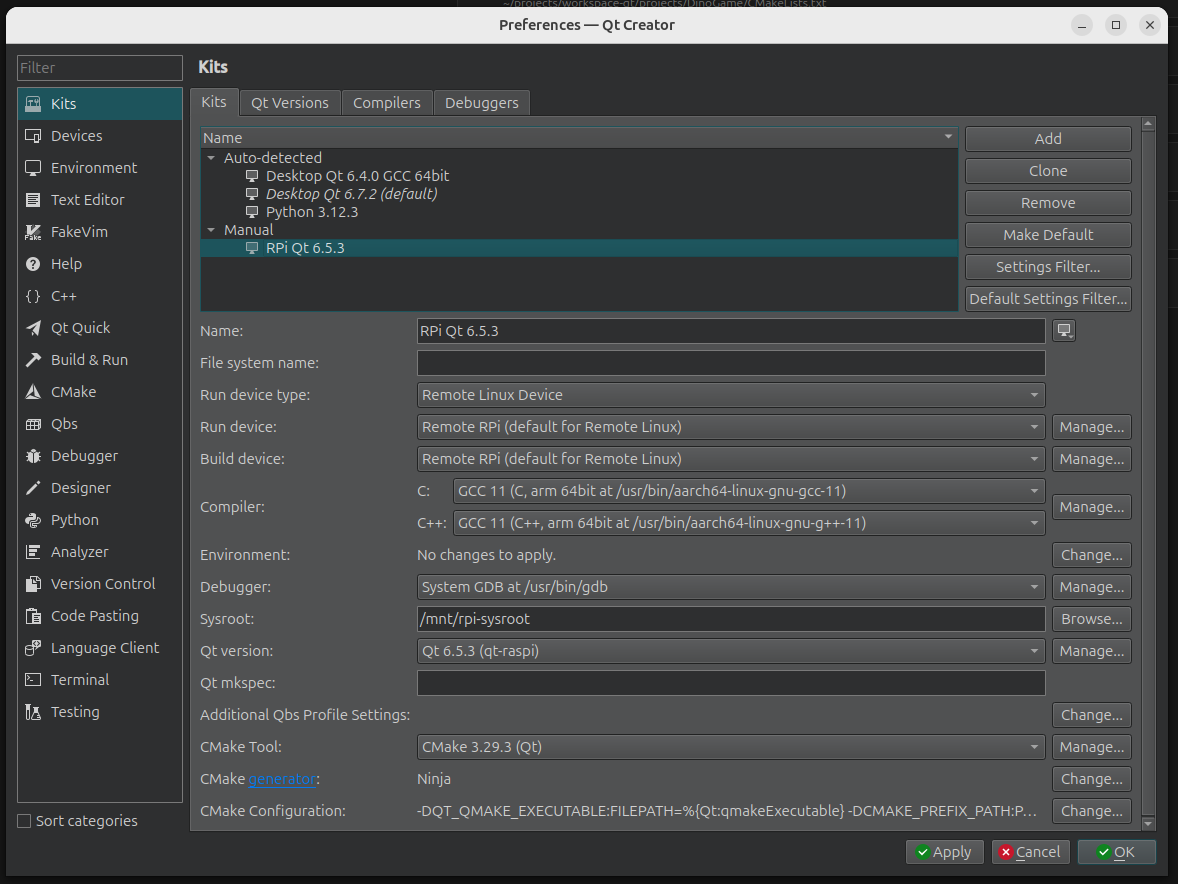 ~/projects/workspace-qt/projects/DinoGame/CMakeLists.txt
Preferences — Qt Creator
Filter
Kits
Devices
Environment
Text Editor
FakeVim
Help
C++
Qt Quick
Build & Run
CMake
Qbs
Debugger
Designer
Python
Analyzer
Version Control
Code Pasting
Language Client
Terminal
Testing
Sort categories
Kits
Kits Qt Versions Compilers Debuggers
Name
Auto-detected
Desktop Qt 6.4.0 GCC 64bit
Desktop Qt 6.7.2 (default)
Python 3.12.3
Manual
RPi Qt 6.5.3
Add
Clone
Remove
Make Default
Settings Filter...
Default Settings Filter...
Name: RPi Qt 6.5.3
File system name:
Run device type: Remote Linux Device
Run device: Remote RPi (default for Remote Linux) Manage...
Build device: Remote RPi (default for Remote Linux) Manage...
Compiler: C: GCC 11 (C, arm 64bit at /usr/bin/aarch64-linux-gnu-gcc-11)
C++: GCC 11 (C++, arm 64bit at /usr/bin/aarch64-linux-gnu-g++-11) Manage...
Environment: No changes to apply. Change...
Debugger: System GDB at /usr/bin/gdb Manage...
Sysroot: /mnt/rpi-sysroot Browse...
Qt version: Qt 6.5.3 (qt-raspi) Manage...
Qt mkspec:
Additional Qbs Profile Settings: Change...
CMake Tool: CMake 3.29.3 (Qt) Manage...
CMake generator: Ninja Change...
CMake Configuration: -DQT_QMAKE_EXECUTABLE:FILEPATH=%{Qt:qmakeExecutable} -DCMAKE_PREFIX_PATH:P... Change...
Apply Cancel OK